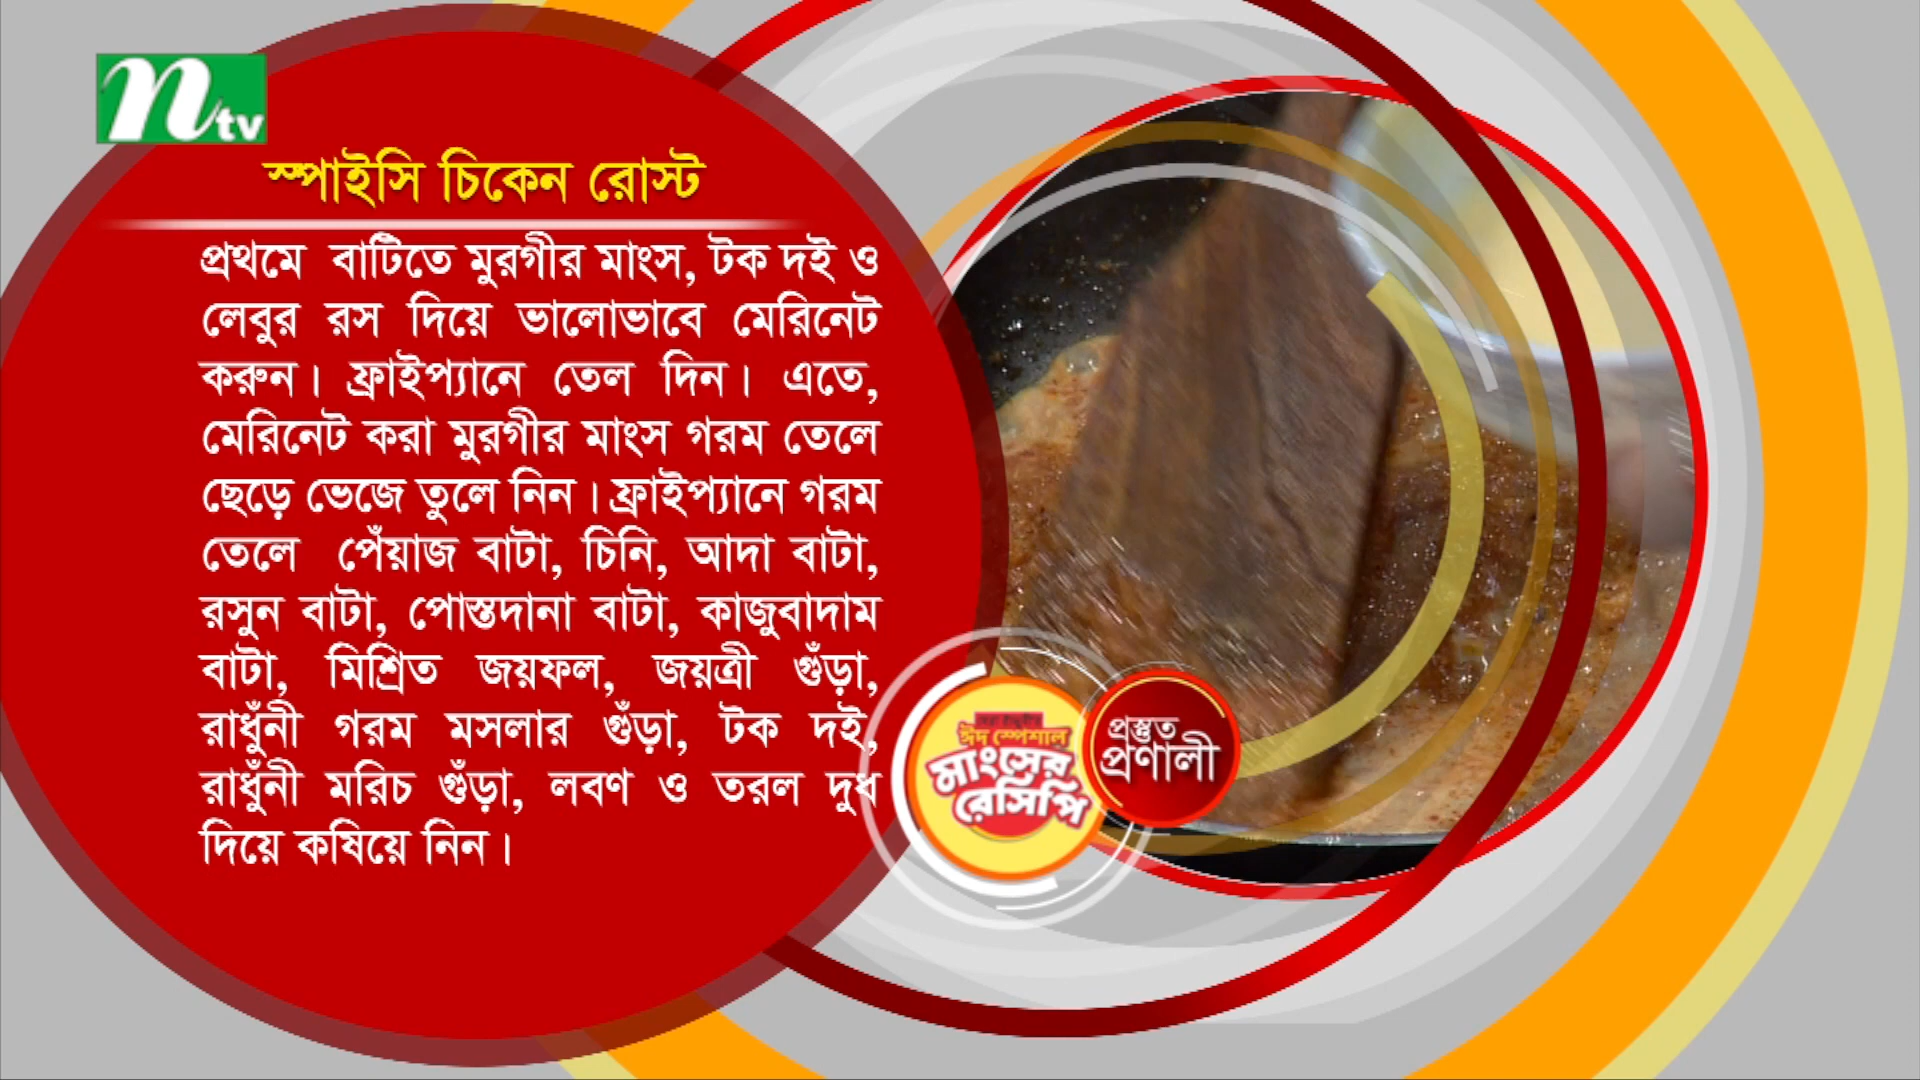 ntv
স্পাইসি চিকেন রোস্ট
প্রথমে বাটিতে মুরগীর মাংস, টক দই ও
লেবুর রস দিয়ে ভালোভাবে মেরিনেট
করুন। ফ্রাইপ্যানে তেল দিন। এতে,
মেরিনেট করা মুরগীর মাংস গরম তেলে
ছেড়ে ভেজে তুলে নিন। ফ্রাইপ্যানে গরম
তেলে পেঁয়াজ বাটা, চিনি, আদা বাটা,
রসুন বাটা, পোস্তদানা বাটা, কাজুবাদাম
বাটা, মিশ্রিত জয়ফল, জয়ত্রী গুঁড়া,
রাধুঁনী গরম মসলার গুঁড়া, টক দই,
রাধুঁনী মরিচ গুঁড়া, লবণ ও তরল দুধ
দিয়ে কষিয়ে নিন।
ঈদ স্পেশাল
মাংসের
রেসিপি
প্রস্তুত
প্রণালী